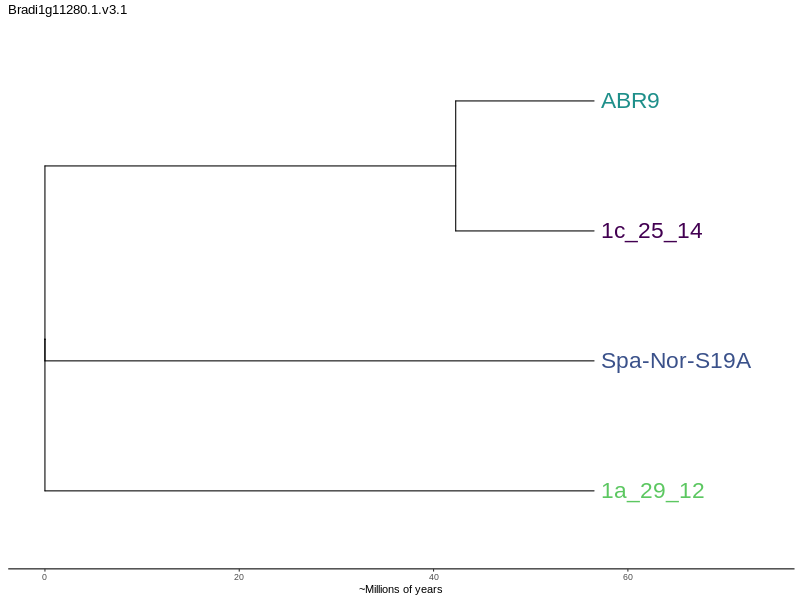 Bradi1g11280.1.v3.1
ABR9
1c_25_14
Spa-Nor-S19A
1a_29_12
0 20 40 60
~Millions of years